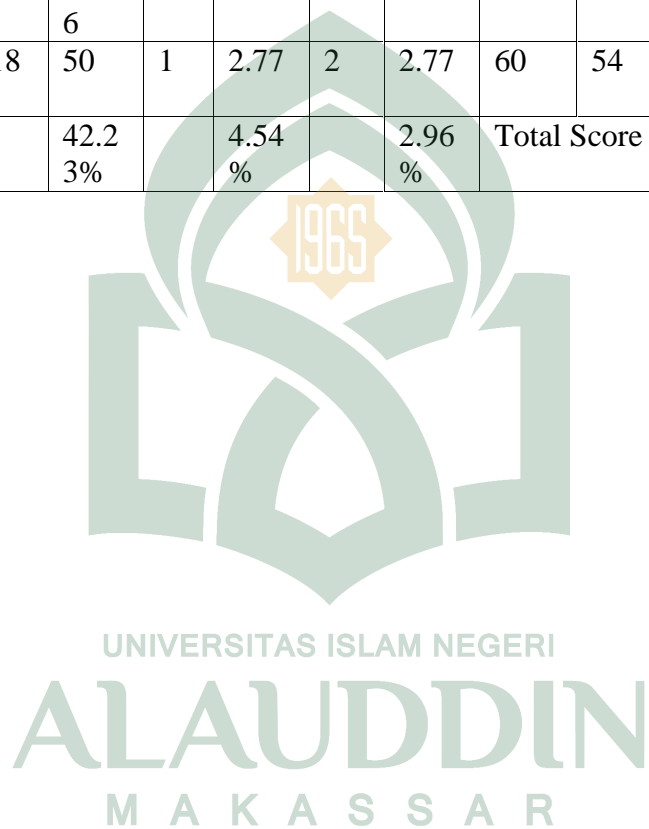 6
8 50 1 2.77 2 2.77 60 54
42.2 4.54 2.96 Total Score
3% % %
1965
UNIVERSITAS ISLAM NEGERI
ALAUDDIN
MAKASSAR